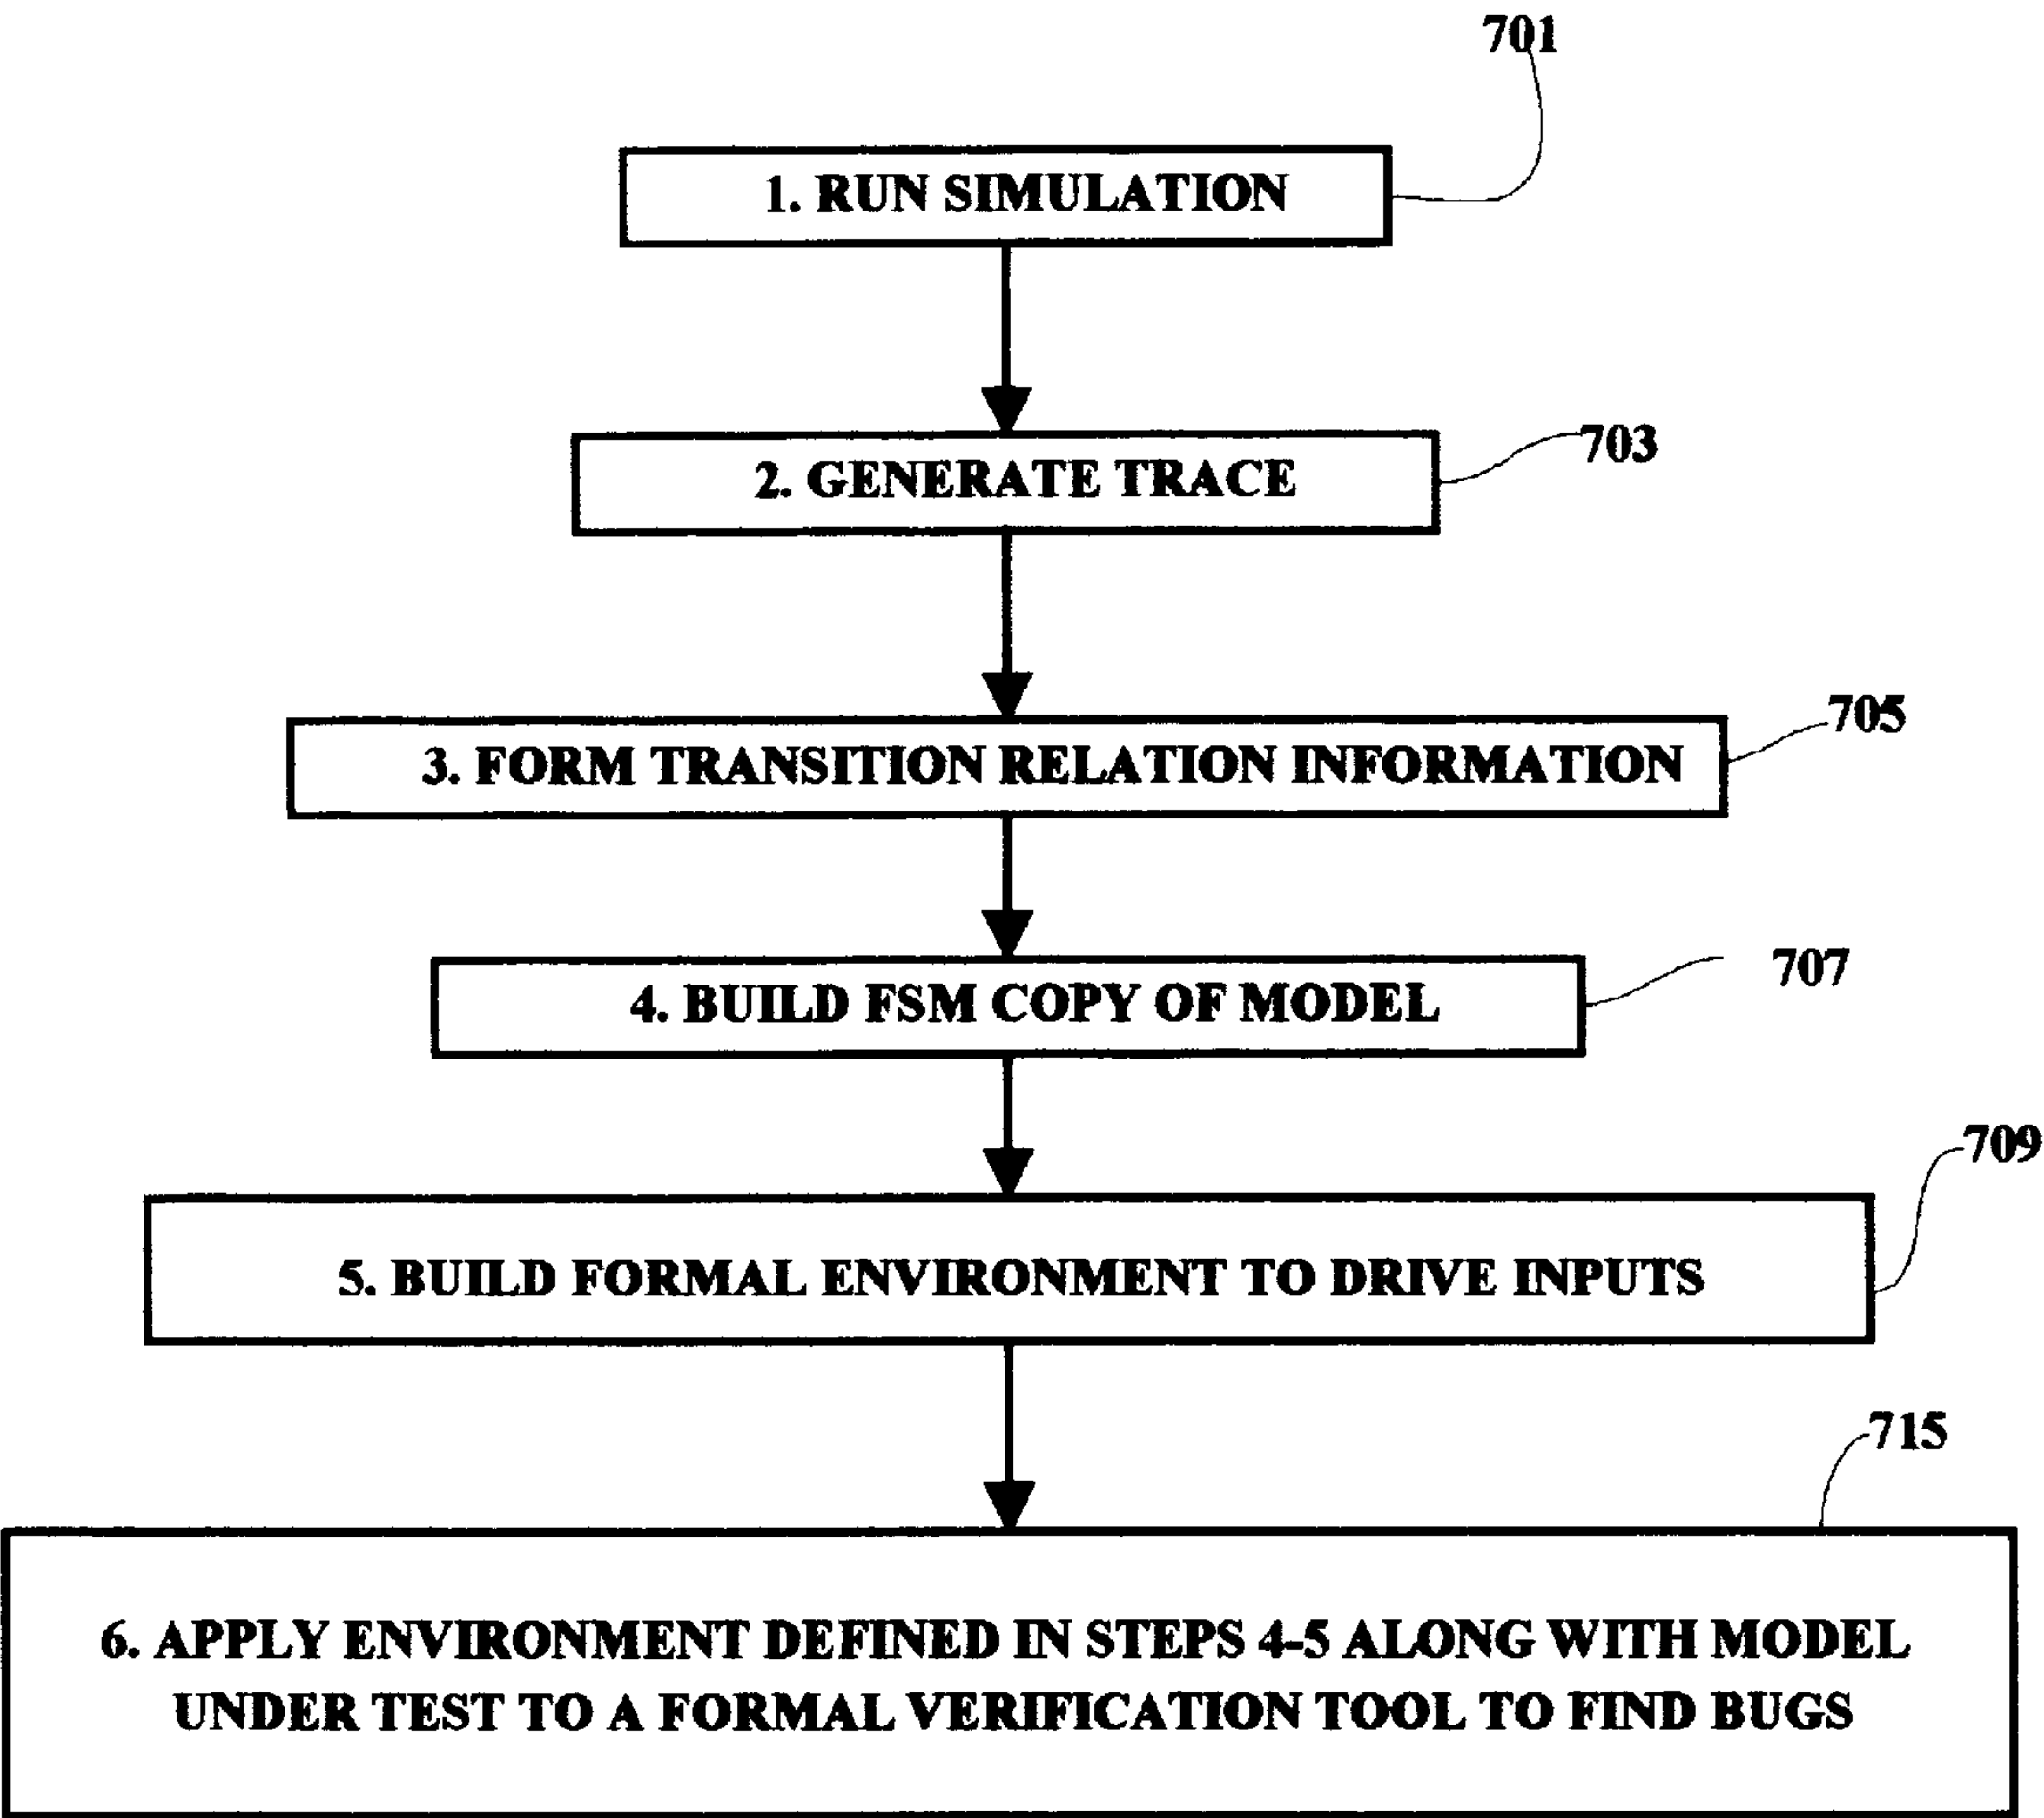 701
1. RUN SIMULATION
703
2. GENERATE TRACE
705
3. FORM TRANSITION RELATION INFORMATION
707
4. BUILD FSM COPY OF MODEL
709
5. BUILD FORMAL ENVIRONMENT TO DRIVE INPUTS
715
6. APPLY ENVIRONMENT DEFINED IN STEPS 4-5 ALONG WITH MODEL
UNDER TEST TO A FORMAL VERIFICATION TOOL TO FIND BUGS